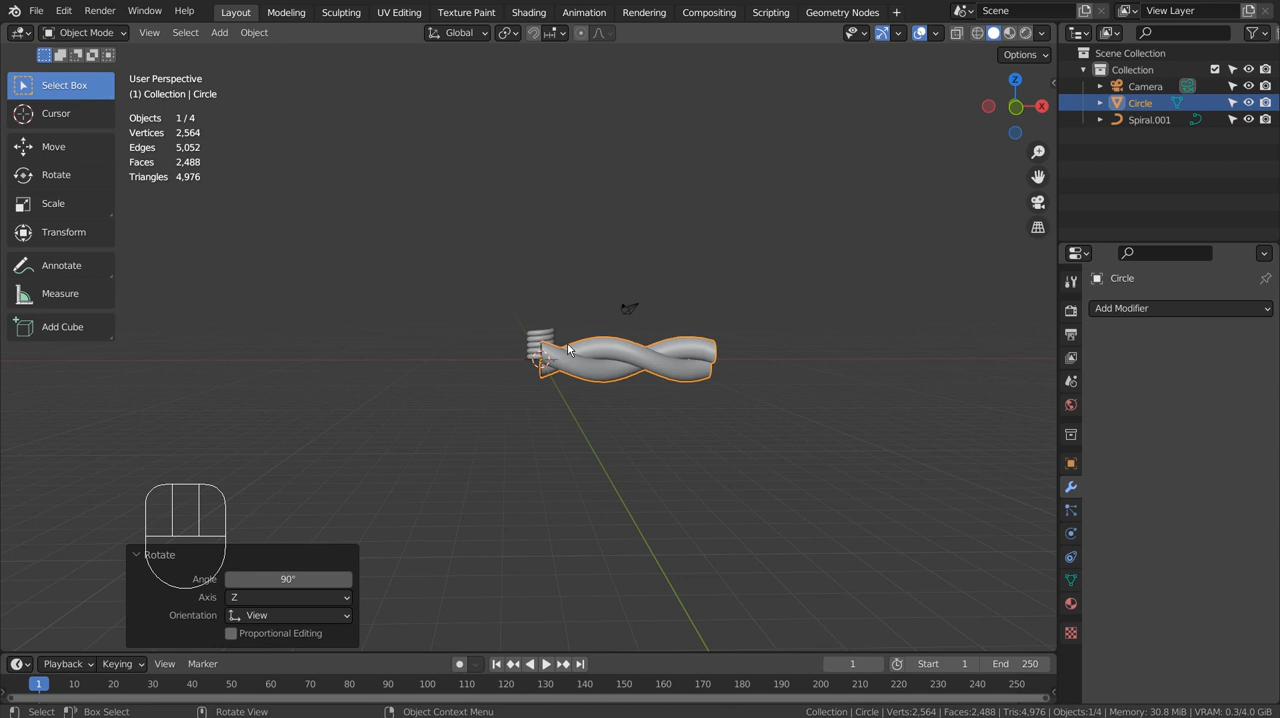 File Edit Render Window Help Layout Modeling Sculpting UV Editing Texture Paint Shading Animation Rendering Compositing Scripting Geometry Nodes + Scene View Layer
Object Mode View Select Add Object Global
Options
Select Box
Cursor
Move
Rotate
Scale
Transform
Annotate
Measure
Add Cube
User Perspective
(1) Collection | Circle
Objects 1 / 4
Vertices 2,564
Edges 5,052
Faces 2,488
Triangles 4,976
Z
X
Scene Collection
Collection
Camera
Circle
Spiral.001
Circle
Add Modifier
Rotate
Angle 90°
Axis Z
Orientation View
Proportional Editing
Playback Keying View Marker 1 Start 1 End 250
1 10 20 30 40 50 60 70 80 90 100 110 120 130 140 150 160 170 180 190 200 210 220 230 240 250
Select Box Select Rotate View Object Context Menu Collection | Circle | Verts:2,564 | Faces:2,488 | Tris:4,976 | Objects:1/4 | Memory: 30.8 MiB | VRAM: 0.3/4.0 GiB